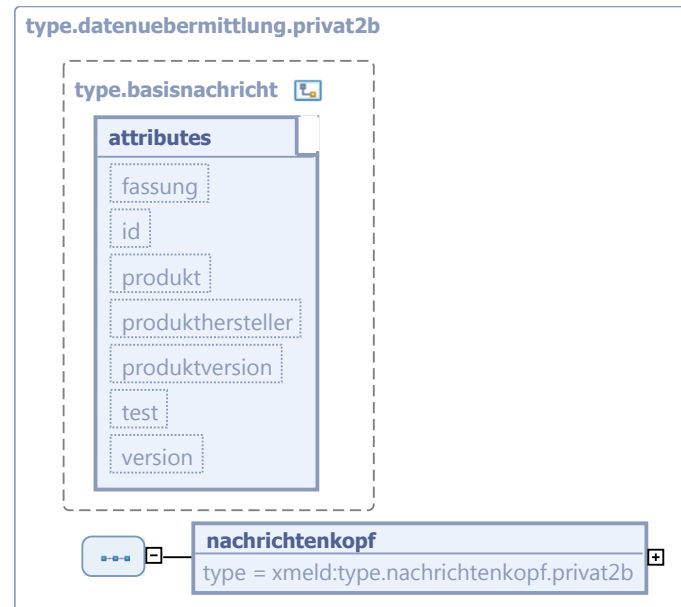 type.datenuebermittlung.privat2b
type.basisnachricht
attributes
fassung
id
produkt
produkthersteller
produktversion
test
version
nachrichtenkopf
type = xmeld:type.nachrichtenkopf.privat2b